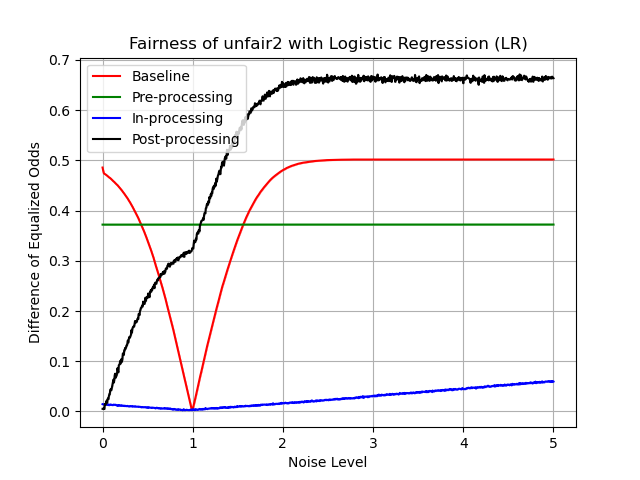 Fairness of unfair2 with Logistic Regression (LR)
Baseline
Pre-processing
In-processing
Post-processing
Difference of Equalized Odds
0.7
0.6
0.5
0.4
0.3
0.2
0.1
0.0
0 1 2 3 4 5
Noise Level